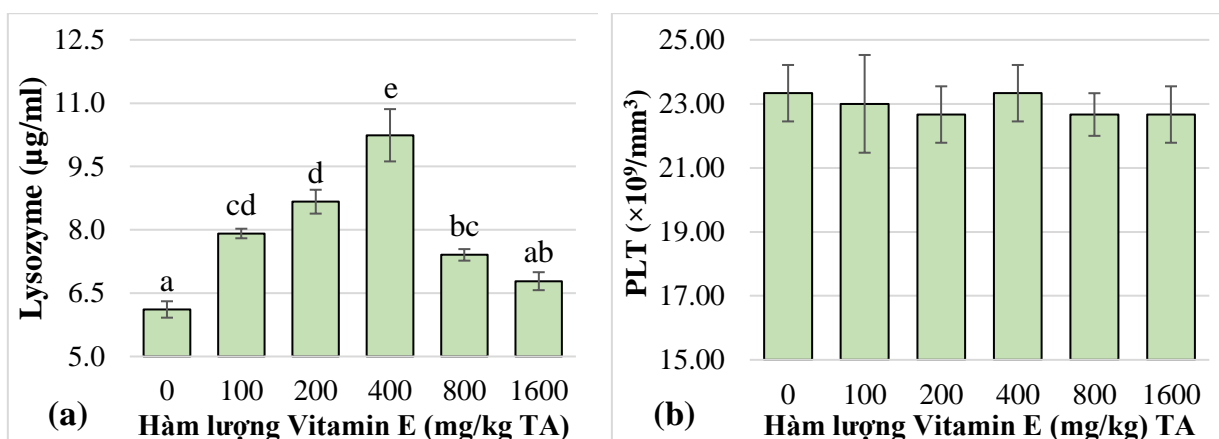 12.5
11.0
9.5
8.0
6.5
5.0
Lysozyme (µg/ml)
a
cd
d
e
bc
ab
0 100 200 400 800 1600
(a) Hàm lượng Vitamin E (mg/kg TA)
25.00
23.00
21.00
19.00
17.00
15.00
PLT (×10⁹/mm³)
0 100 200 400 800 1600
(b) Hàm lượng Vitamin E (mg/kg) TA